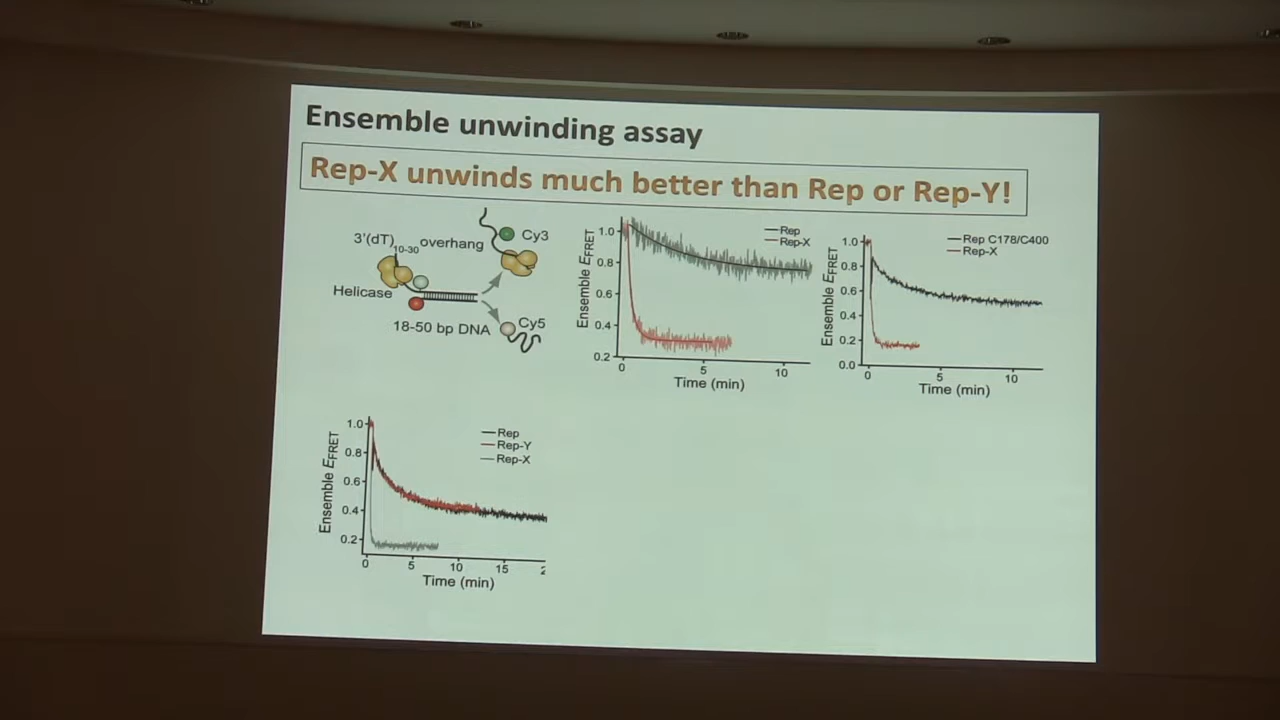 Ensemble unwinding assay
Rep-X unwinds much better than Rep or Rep-Y!
3'(dT)10-30 overhang
Cy3
Helicase
18-50 bp DNA
Cy5
Ensemble EFRET
1.0
0.8
0.6
0.4
0.2
0
5
10
Time (min)
Rep
Rep-X
Ensemble EFRET
1.0
0.8
0.6
0.4
0.2
0.0
0
5
10
Time (min)
Rep C178/C400
Rep-X
Ensemble EFRET
1.0
0.8
0.6
0.4
0.2
0
5
10
15
2
Time (min)
Rep
Rep-Y
Rep-X